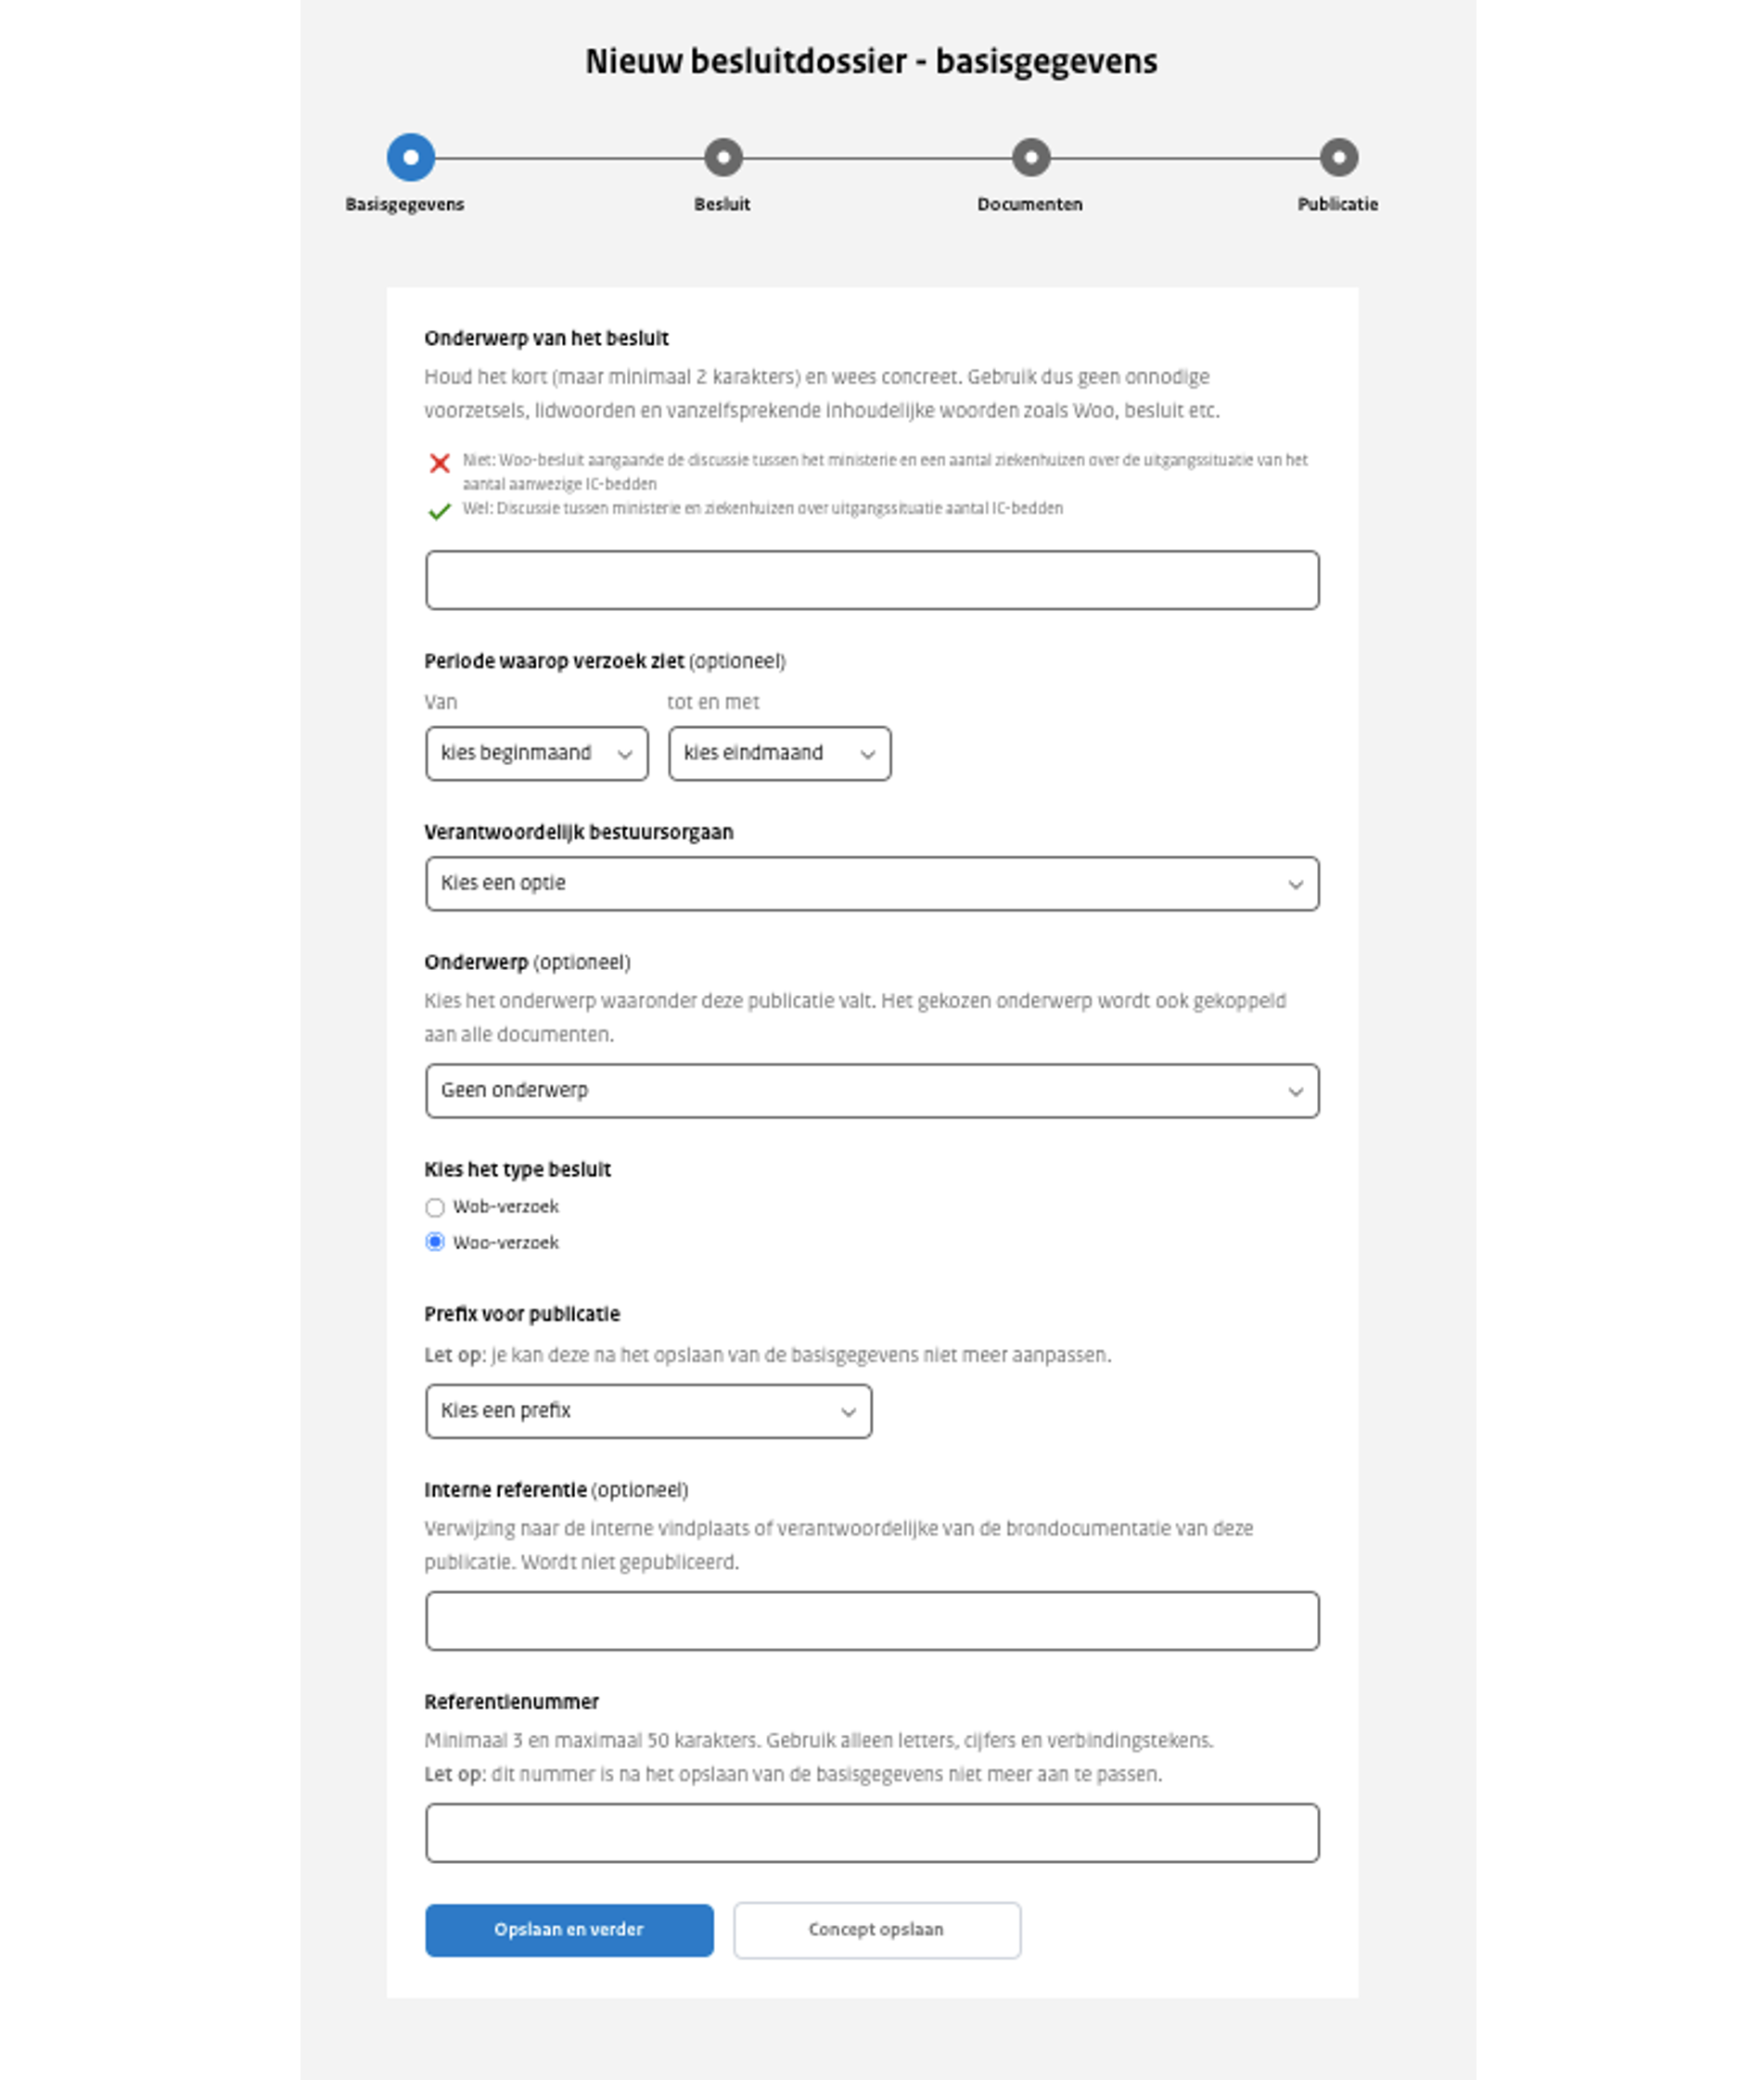 Nieuw besluitdossier - basisgegevens
Basisgegevens
Besluit
Documenten
Publicatie
Onderwerp van het besluit
Houd het kort (maar minimaal 2 karakters) en wees concreet. Gebruik dus geen onnodige
voorzetsels, lidwoorden en vanzelfsprekende inhoudelijke woorden zoals Woo, besluit etc.
Niet: Woo-besluit aangaande de discussie tussen het ministerie en een aantal ziekenhuizen over de uitgangssituatie van het
aantal aanwezige IC-bedden
Wel: Discussie tussen ministerie en ziekenhuizen over uitgangssituatie aantal IC-bedden
Periode waarop verzoek ziet (optioneel)
Van
tot en met
kies beginmaand
kies eindmaand
Verantwoordelijk bestuursorgaan
Kies een optie
Onderwerp (optioneel)
Kies het onderwerp waaronder deze publicatie valt. Het gekozen onderwerp wordt ook gekoppeld
aan alle documenten.
Geen onderwerp
Kies het type besluit
Wob-verzoek
Woo-verzoek
Prefix voor publicatie
Let op: je kan deze na het opslaan van de basisgegevens niet meer aanpassen.
Kies een prefix
Interne referentie (optioneel)
Verwijzing naar de interne vindplaats of verantwoordelijke van de brondocumentatie van deze
publicatie. Wordt niet gepubliceerd.
Referentienummer
Minimaal 3 en maximaal 50 karakters. Gebruik alleen letters, cijfers en verbindingstekens.
Let op: dit nummer is na het opslaan van de basisgegevens niet meer aan te passen.
Opslaan en verder
Concept opslaan